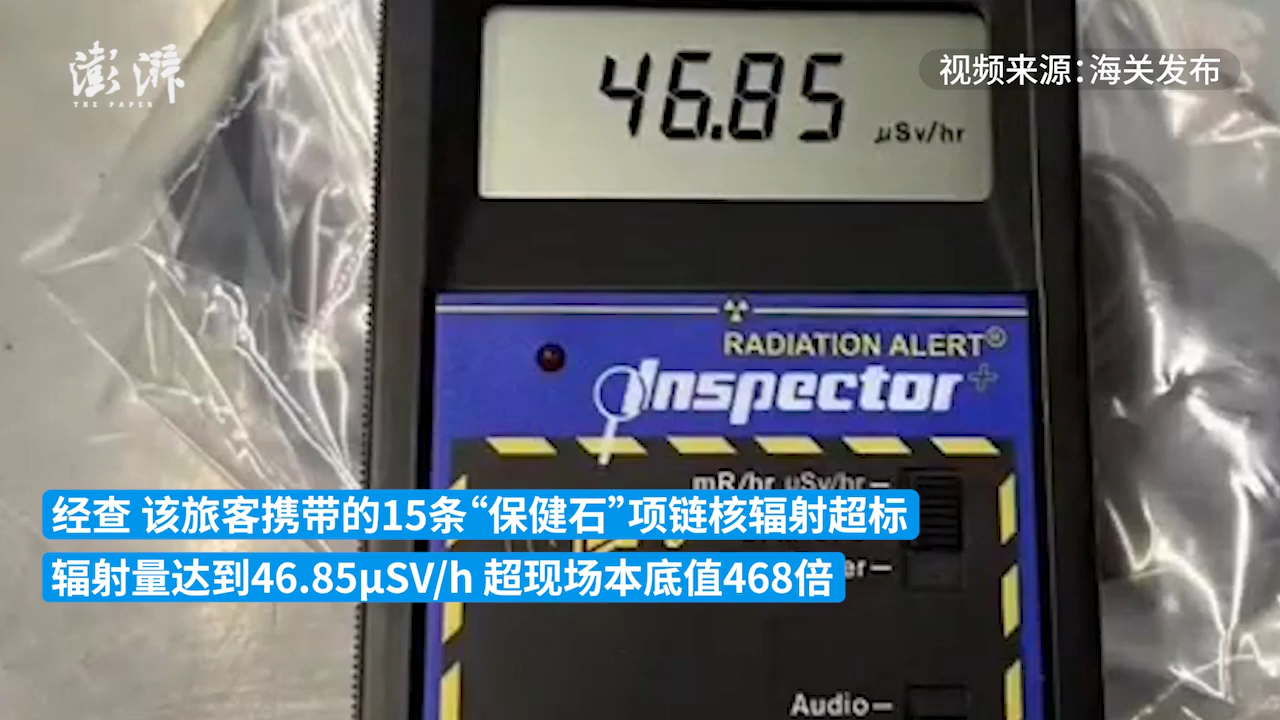 澎湃
THE PAPER
视频来源：海关发布
46.85
μSv/hr
RADIATION ALERT®
Inspector+
mR/hr μSv/hr
经查 该旅客携带的15条“保健石”项链核辐射超标
辐射量达到46.85μSV/h 超现场本底值468倍
Audio